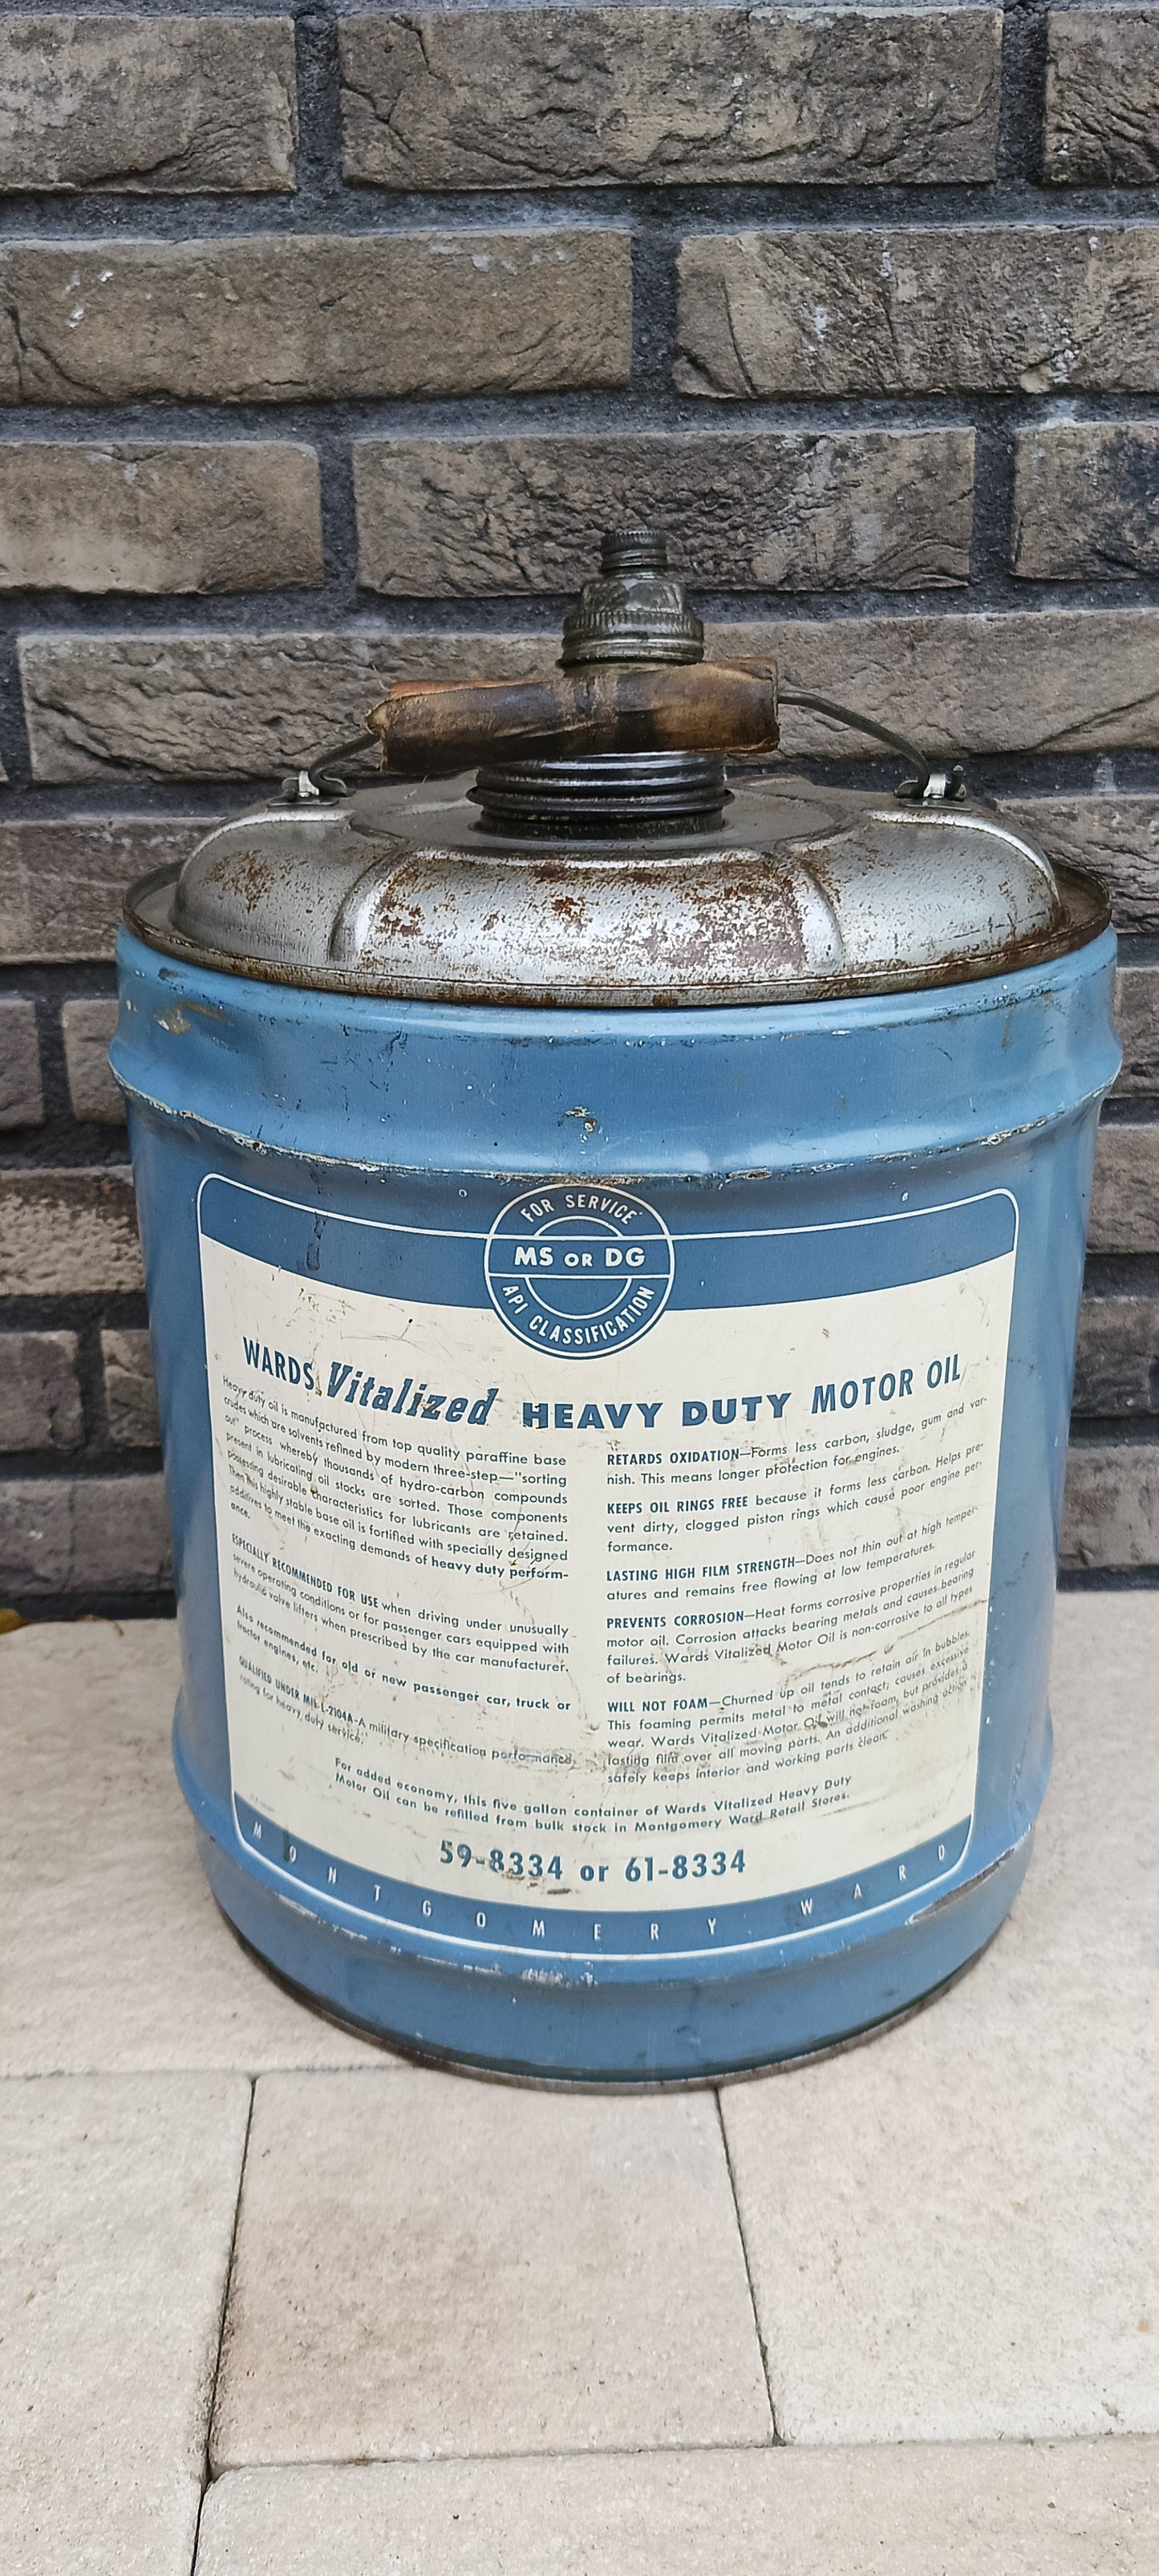 FOR SERVICE
MS OR DG
API CLASSIFICATION
WARDS Vitalized HEAVY DUTY MOTOR OIL
Heavy duty oil is manufactured from top quality paraffine base
crudes which are solvents refined by modern three-step—"sorting
out" process whereby thousands of hydro-carbon compounds
present in lubricating oil stocks are sorted. Those components
possessing desirable characteristics for lubricants are retained.
Then this highly stable base oil is fortified with specially designed
additives to meet the exacting demands of heavy duty perform-
ance.
ESPECIALLY RECOMMENDED FOR USE when driving under unusually
severe operating conditions or for passenger cars equipped with
hydraulic valve lifters when prescribed by the car manufacturer.
Also recommended for old or new passenger car, truck or
tractor engines, etc.
QUALIFIED UNDER MIL-L-2104A—A military specification performance
rating for heavy duty service.
RETARDS OXIDATION—Forms less carbon, sludge, gum and var-
nish. This means longer protection for engines.
KEEPS OIL RINGS FREE because it forms less carbon. Helps pre-
vent dirty, clogged piston rings which cause poor engine per-
formance.
LASTING HIGH FILM STRENGTH—Does not thin out at high temper-
atures and remains free flowing at low temperatures.
PREVENTS CORROSION—Heat forms corrosive properties in regular
motor oil. Corrosion attacks bearing metals and causes bearing
failures. Wards Vitalized Motor Oil is non-corrosive to all types
of bearings.
WILL NOT FOAM—Churned up oil tends to retain air in bubbles.
This foaming permits metal to metal contact; causes excessive
wear. Wards Vitalized Motor Oil will not foam, but provides a
lasting film over all moving parts. An additional washing action
safely keeps interior and working parts clean.
For added economy, this five gallon container of Wards Vitalized Heavy Duty
Motor Oil can be refilled from bulk stock in Montgomery Ward Retail Stores.
59-8334 or 61-8334
MONTGOMERY WARD